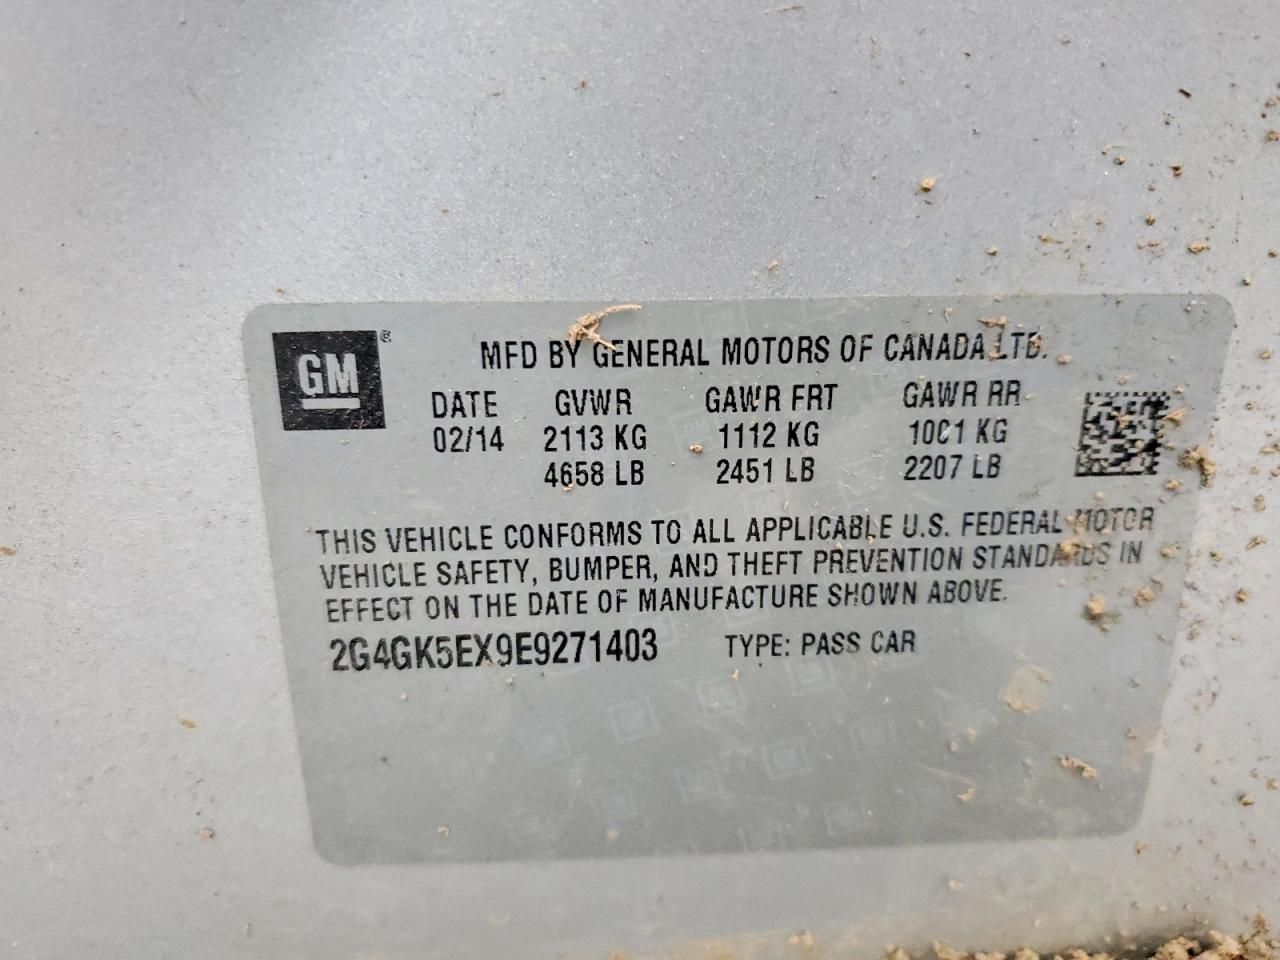 GM ®
MFD BY GENERAL MOTORS OF CANADA LTD.
DATE GVWR GAWR FRT GAWR RR
02/14 2113 KG 1112 KG 1001 KG
4658 LB 2451 LB 2207 LB
THIS VEHICLE CONFORMS TO ALL APPLICABLE U.S. FEDERAL MOTOR
VEHICLE SAFETY, BUMPER, AND THEFT PREVENTION STANDARDS IN
EFFECT ON THE DATE OF MANUFACTURE SHOWN ABOVE.
2G4GK5EX9E9271403 TYPE: PASS CAR